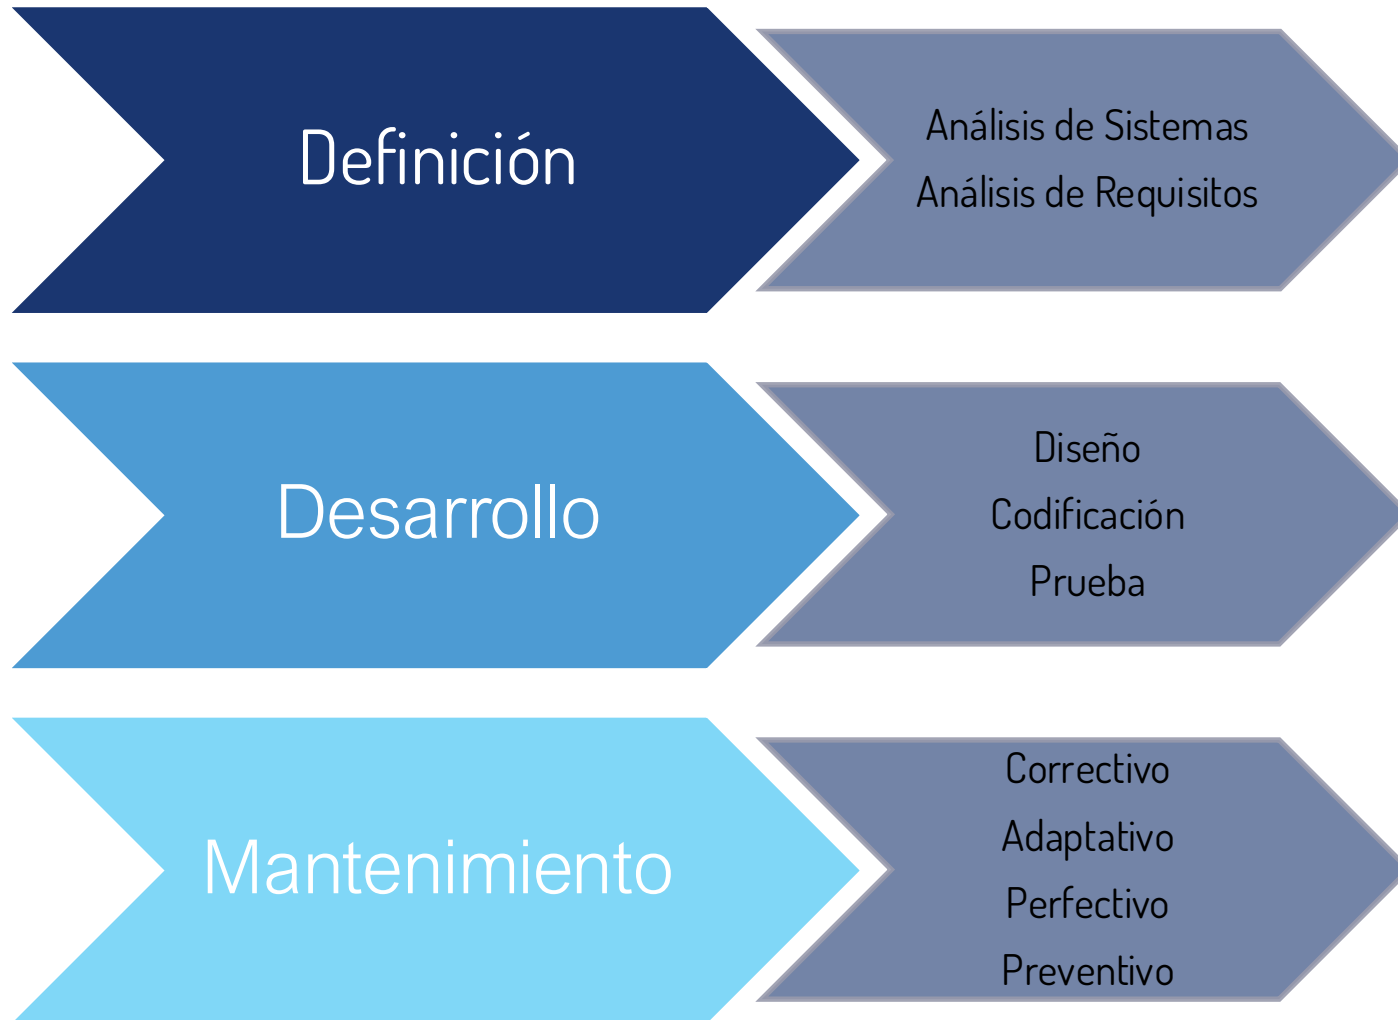 Definición
Análisis de Sistemas
Análisis de Requisitos
Desarrollo
Diseño
Codificación
Prueba
Mantenimiento
Correctivo
Adaptativo
Perfectivo
Preventivo